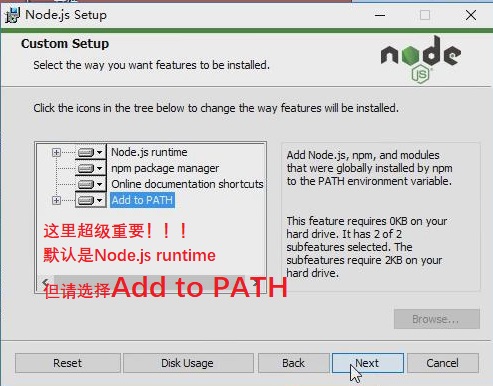 Node.js Setup
Custom Setup
Select the way you want features to be installed.
node
JS
Click the icons in the tree below to change the way features will be installed.
Node.js runtime
npm package manager
Online documentation shortcuts
Add to PATH
这里超级重要！！！
默认是Node.js runtime
但请选择Add to PATH
Add Node.js, npm, and modules
that were globally installed by npm
to the PATH environment variable.
This feature requires 0KB on your
hard drive. It has 2 of 2
subfeatures selected. The
subfeatures require 2KB on your
hard drive.
Browse...
Reset
Disk Usage
Back
Next
Cancel